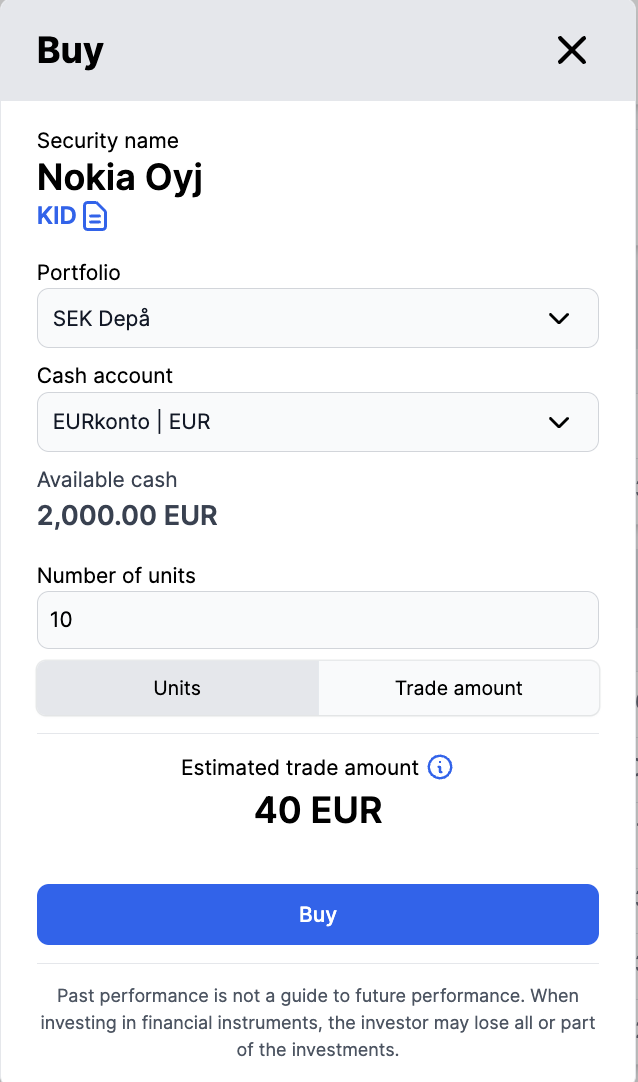 Buy
Security name
Nokia Oyj
KID
Portfolio
SEK Depå
Cash account
EURkonto | EUR
Available cash
2,000.00 EUR
Number of units
10
Units
Trade amount
Estimated trade amount
40 EUR
Buy
Past performance is not a guide to future performance. When
investing in financial instruments, the investor may lose all or part
of the investments.